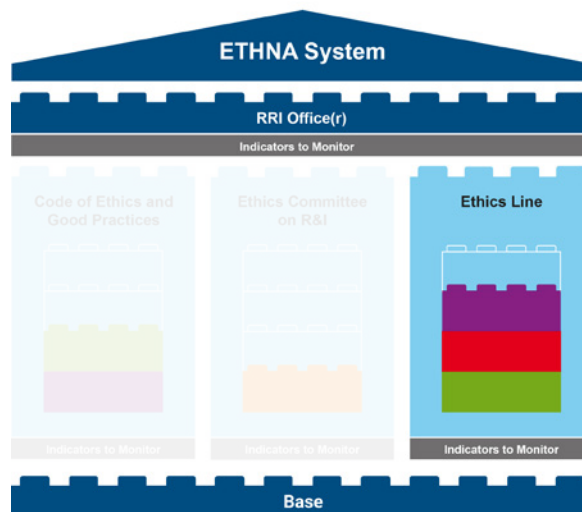 ETHNA System
RRI Office(r)
Indicators to Monitor
Code of Ethics and
Good Practices
Ethics Committee
on R&I
Ethics Line
Indicators to Monitor
Indicators to Monitor
Indicators to Monitor
Base